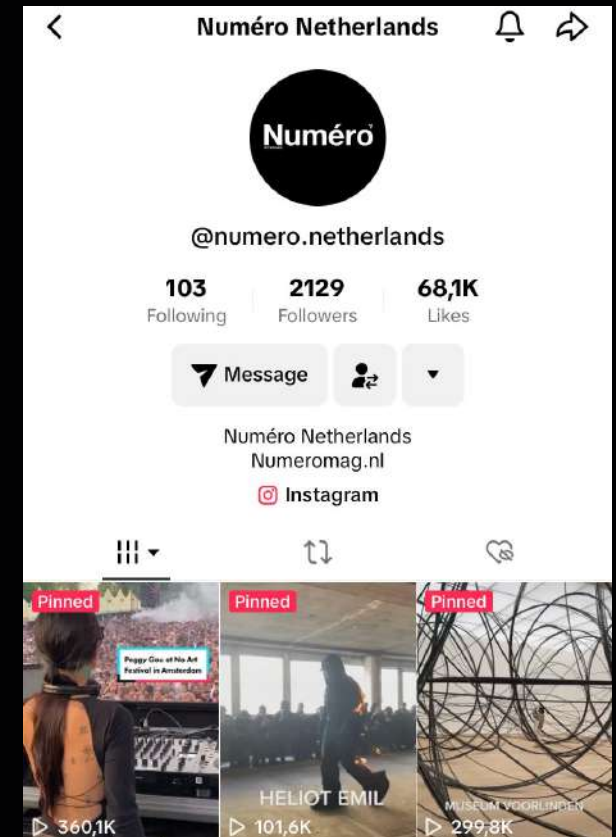 Numéro Netherlands
Numéro
@numero.netherlands
103 2129 68,1K
Following Followers Likes
Message
Numéro Netherlands
Numeromag.nl
Instagram
Pinned Pinned Pinned
Peggy Gou at No Art
Festival in Amsterdam
HELIOT EMIL
MUSEUM VOORLINDEN
360,1K 101,6K 299,8K